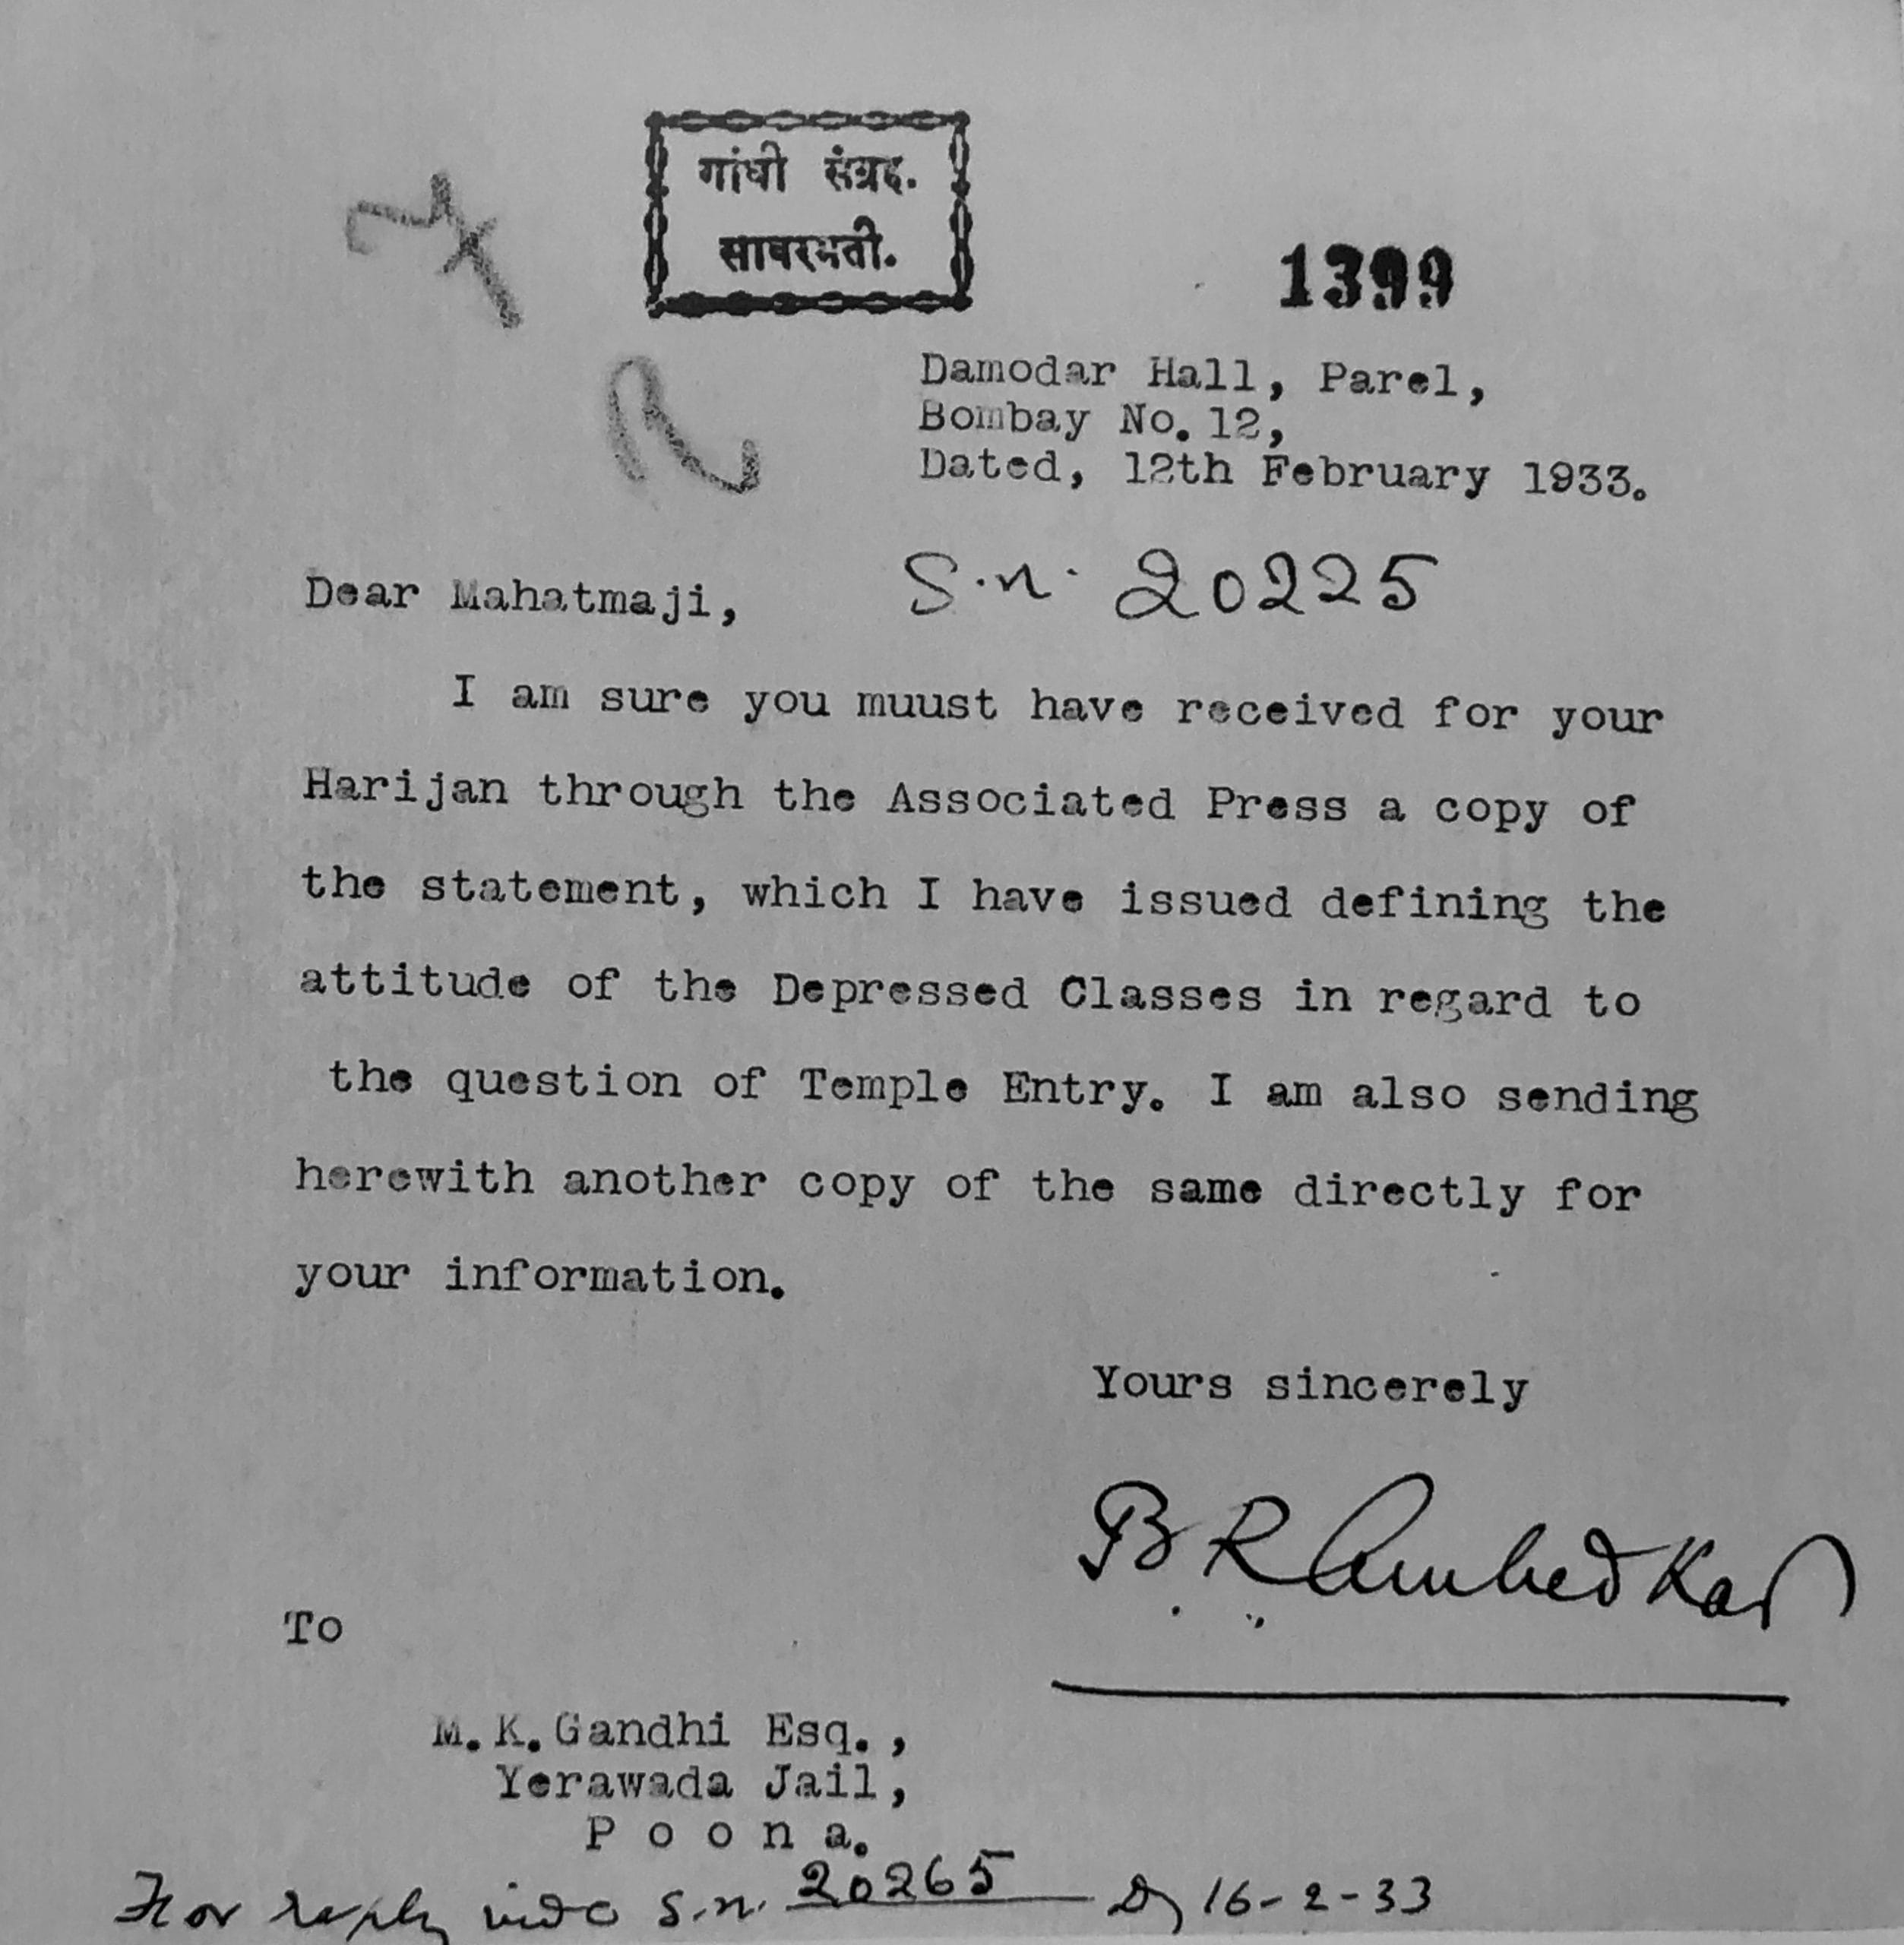 गांधी संग्रह.
साबरमती.
1399
Damodar Hall, Parel,
Bombay No. 12,
Dated, 12th February 1933.
S.n. 20225
Dear Mahatmaji,
I am sure you muust have received for your
Harijan through the Associated Press a copy of
the statement, which I have issued defining the
attitude of the Depressed Classes in regard to
the question of Temple Entry. I am also sending
herewith another copy of the same directly for
your information.
Yours sincerely
B R Ambedkar
To
M. K. Gandhi Esq.,
Yerawada Jail,
P o o n a.
For reply vide S.n. 20265 D/ 16-2-33